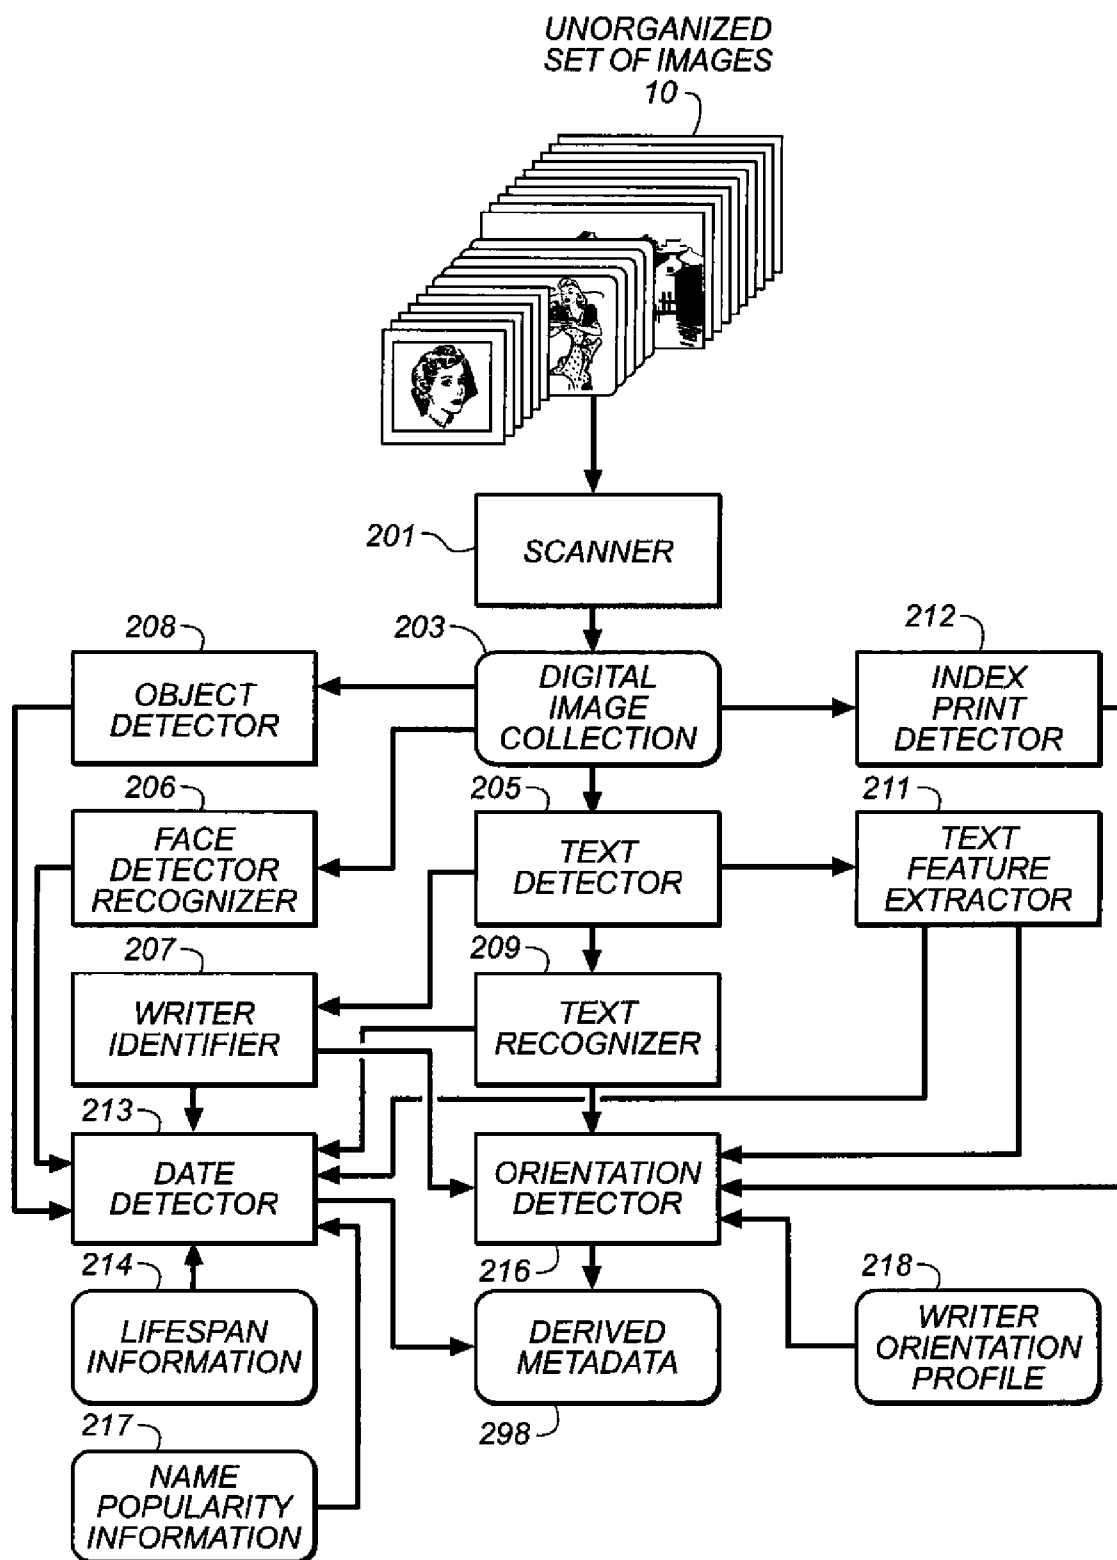 UNORGANIZED
SET OF IMAGES
10
201
SCANNER
208
203
212
OBJECT
DETECTOR
DIGITAL
IMAGE
COLLECTION
INDEX
PRINT
DETECTOR
206
205
211
FACE
DETECTOR
RECOGNIZER
TEXT
DETECTOR
TEXT
FEATURE
EXTRACTOR
207
209
WRITER
IDENTIFIER
TEXT
RECOGNIZER
213
DATE
DETECTOR
ORIENTATION
DETECTOR
214
216
218
LIFESPAN
INFORMATION
DERIVED
METADATA
WRITER
ORIENTATION
PROFILE
217
298
NAME
POPULARITY
INFORMATION